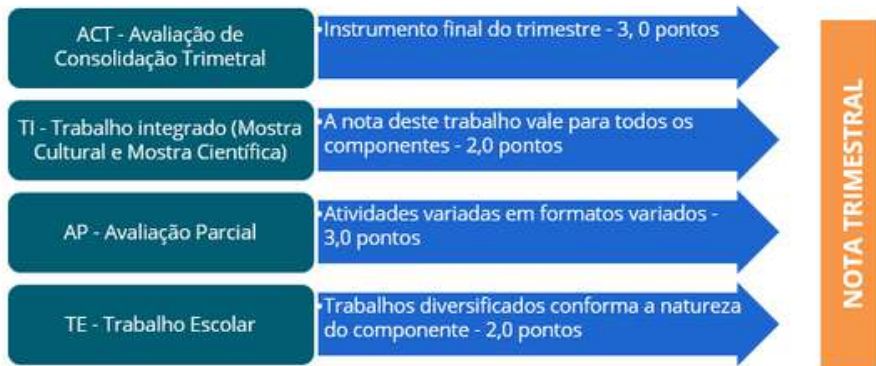 ACT - Avaliação de
Consolidação Trimetral
•Instrumento final do trimestre - 3, 0 pontos
TI - Trabalho integrado (Mostra
Cultural e Mostra Científica)
•A nota deste trabalho vale para todos os
componentes - 2,0 pontos
AP - Avaliação Parcial
•Atividades variadas em formatos variados -
3,0 pontos
TE - Trabalho Escolar
•Trabalhos diversificados conforma a natureza
do componente - 2,0 pontos
NOTA TRIMESTRAL